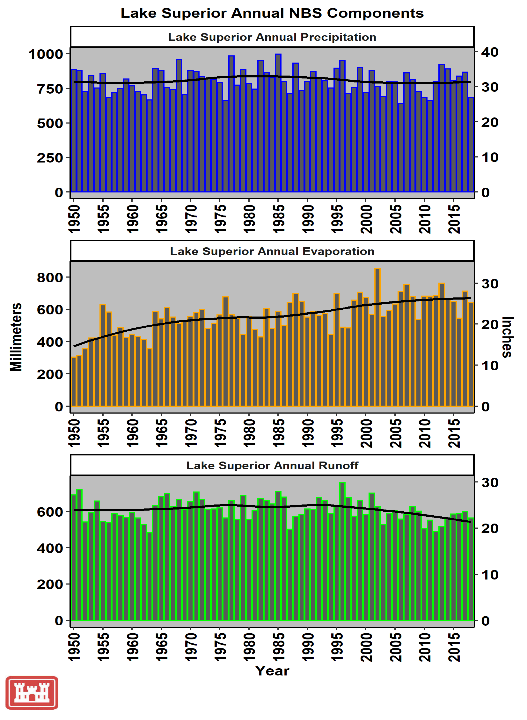 Lake Superior Annual NBS Components
Lake Superior Annual Precipitation
1000
750
500
250
0
40
30
20
10
0
1950 1955 1960 1965 1970 1975 1980 1985 1990 1995 2000 2005 2010 2015
Lake Superior Annual Evaporation
Millimeters
800
600
400
200
0
30
20
10
0
Inches
1950 1955 1960 1965 1970 1975 1980 1985 1990 1995 2000 2005 2010 2015
Lake Superior Annual Runoff
600
400
200
0
30
20
10
0
1950 1955 1960 1965 1970 1975 1980 1985 1990 1995 2000 2005 2010 2015
Year